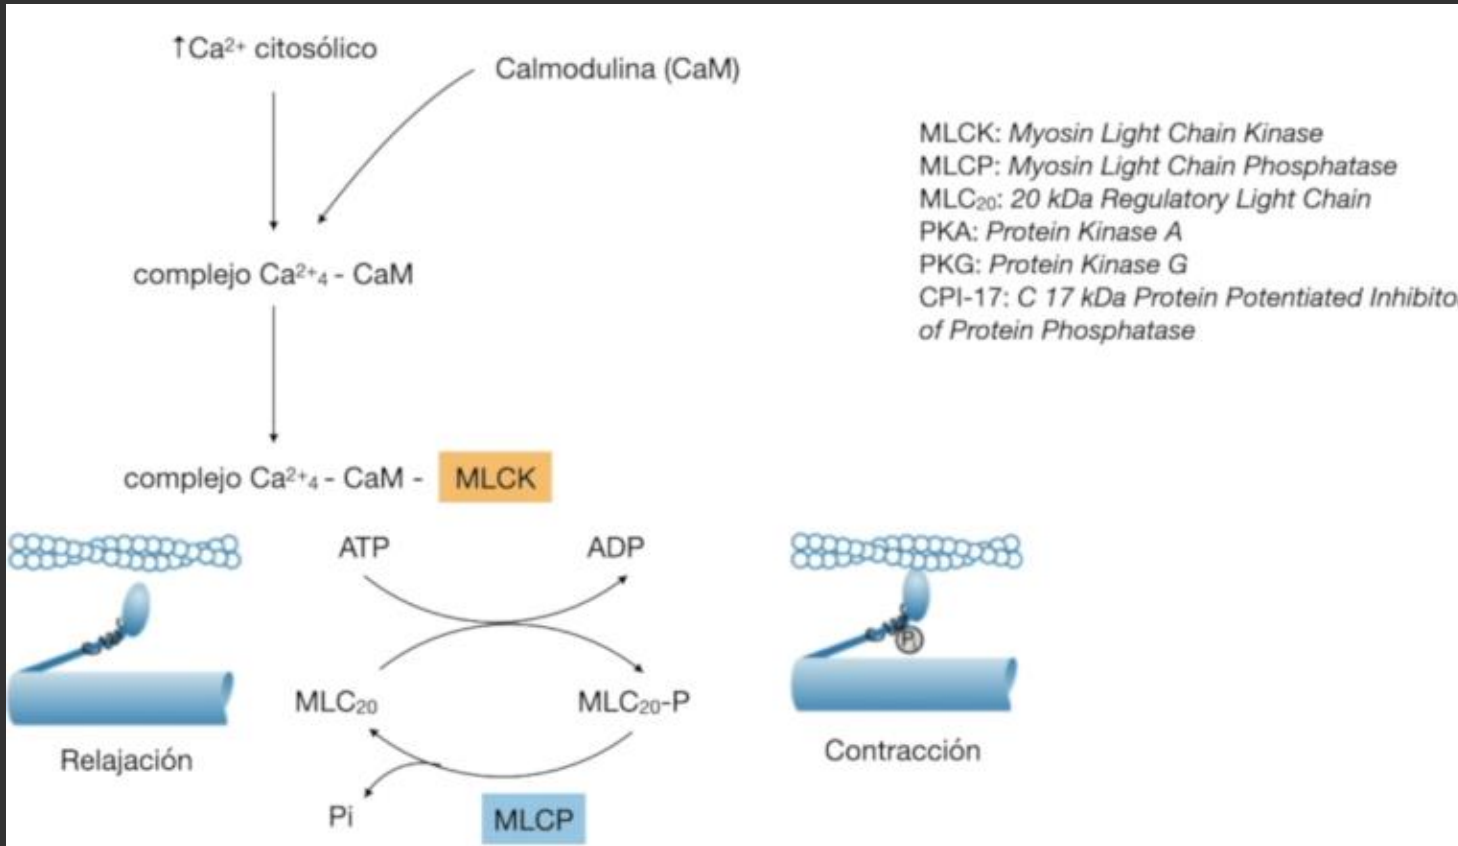 ↑Ca²⁺ citosólico
Calmodulina (CaM)
complejo Ca²⁺₄ - CaM
complejo Ca²⁺₄ - CaM - MLCK
MLCK: Myosin Light Chain Kinase
MLCP: Myosin Light Chain Phosphatase
MLC₂₀: 20 kDa Regulatory Light Chain
PKA: Protein Kinase A
PKG: Protein Kinase G
CPI-17: C 17 kDa Protein Potentiated Inhibito
of Protein Phosphatase
ATP
ADP
MLC₂₀
MLC₂₀-P
Pi
MLCP
Relajación
Pi
Contracción